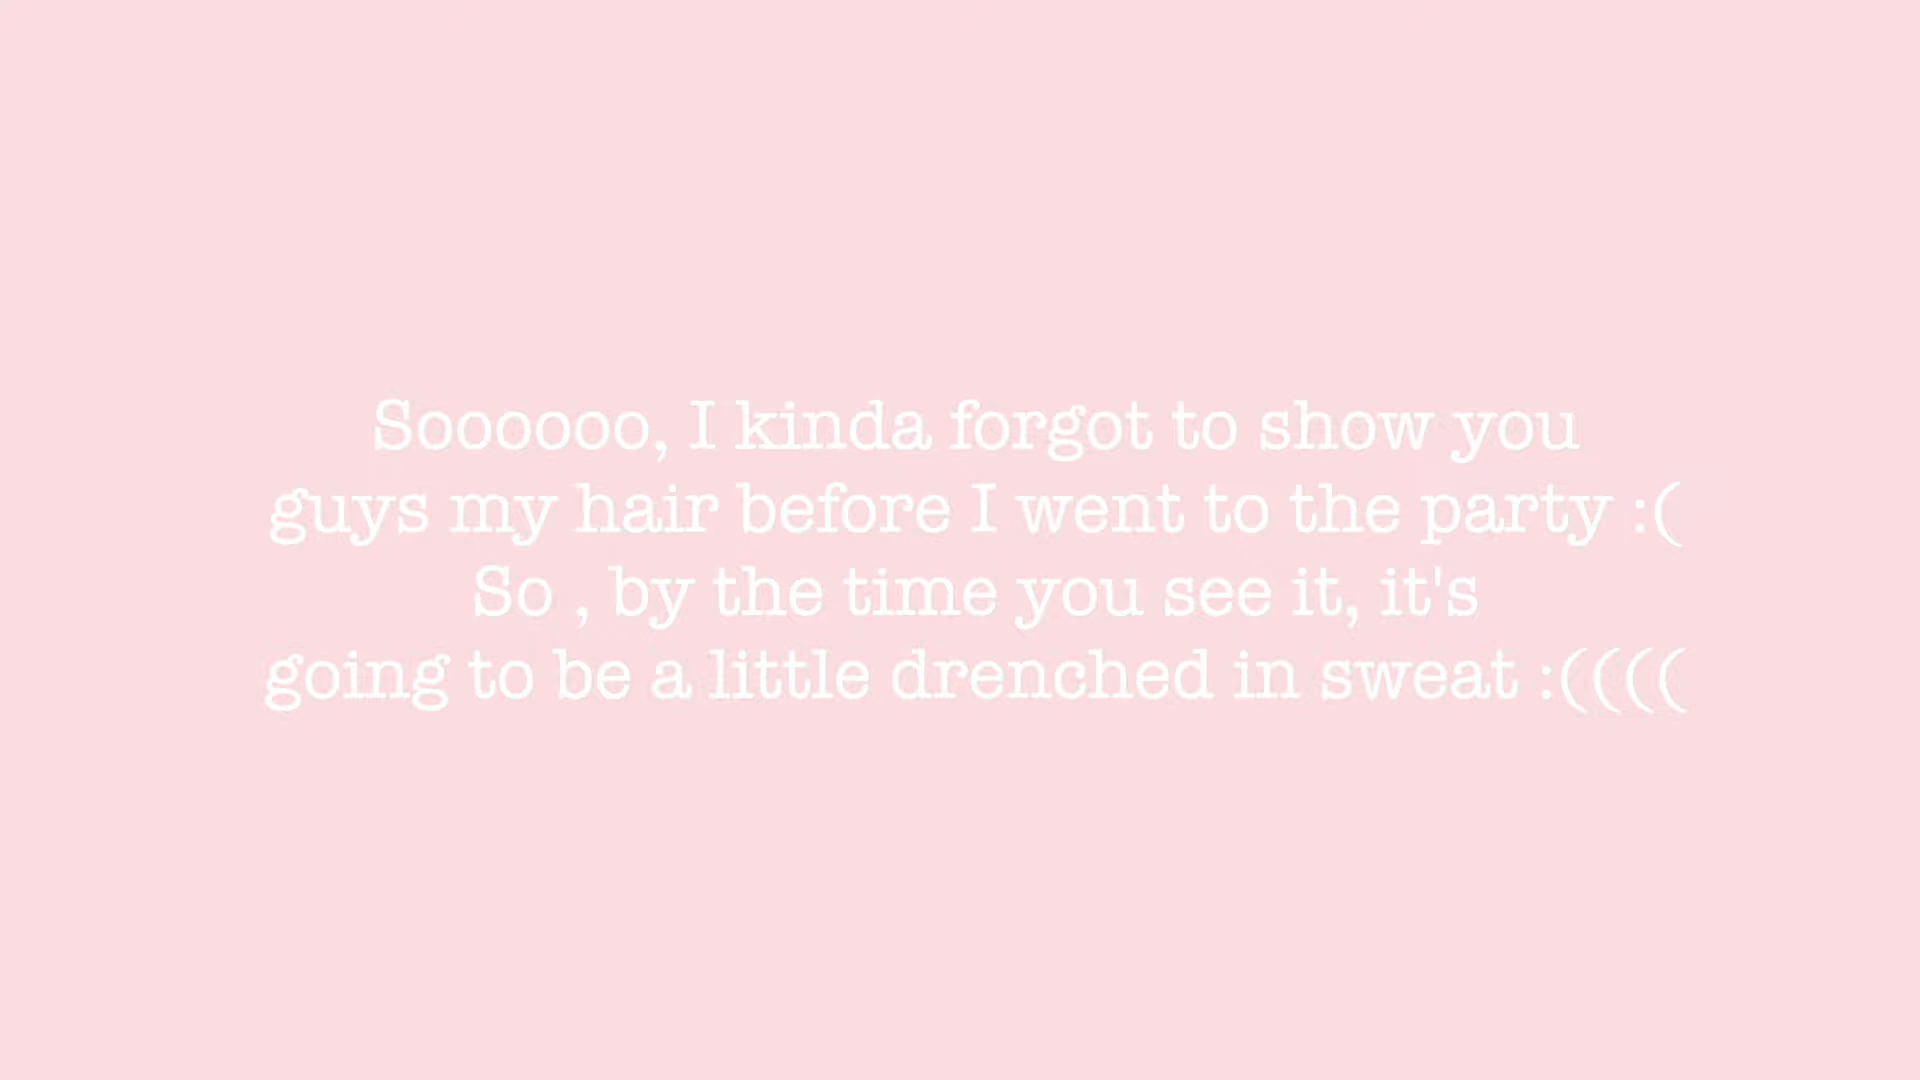 Soooooo, I kinda forgot to show you
guys my hair before I went to the party :(
So , by the time you see it, it's
going to be a little drenched in sweat :((((